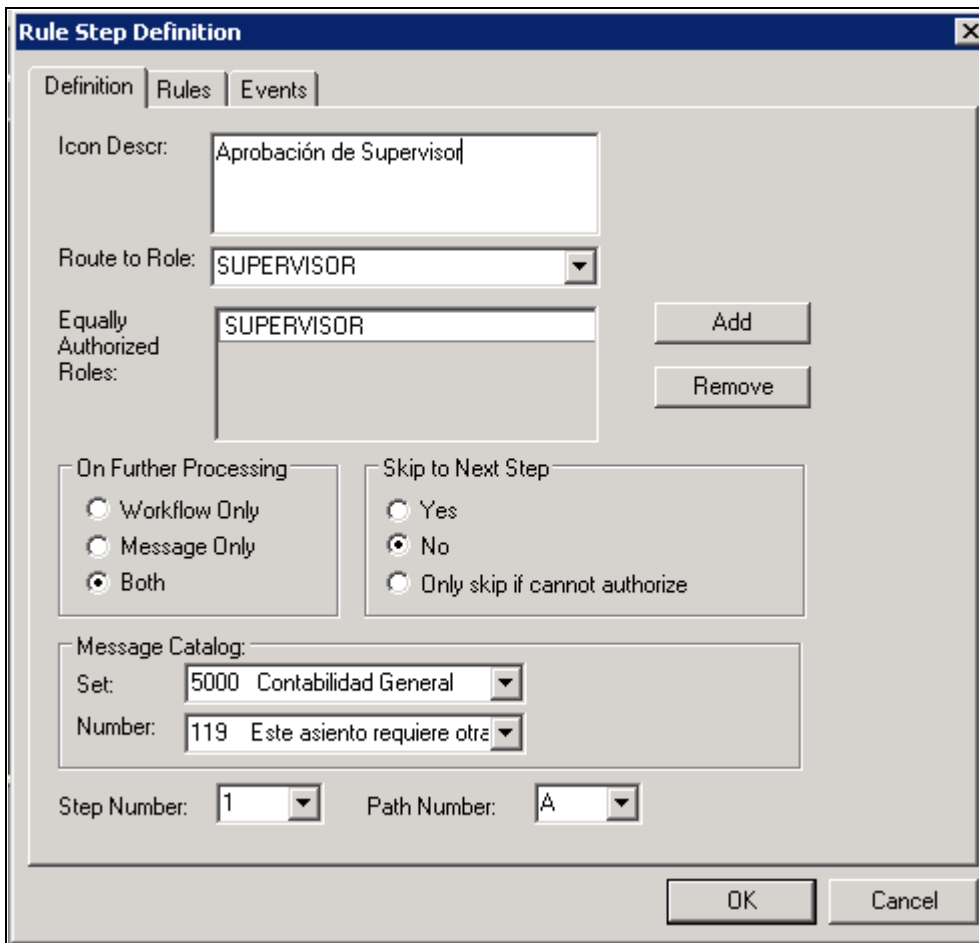 Rule Step Definition
Definition Rules Events
Icon Descr: Aprobación de Supervisor
Route to Role: SUPERVISOR
Equally
Authorized
Roles:
SUPERVISOR
Add
Remove
On Further Processing
Workflow Only
Message Only
Both
Skip to Next Step
Yes
No
Only skip if cannot authorize
Message Catalog:
Set: 5000 Contabilidad General
Number: 119 Este asiento requiere otra
Step Number: 1 Path Number: A
OK Cancel